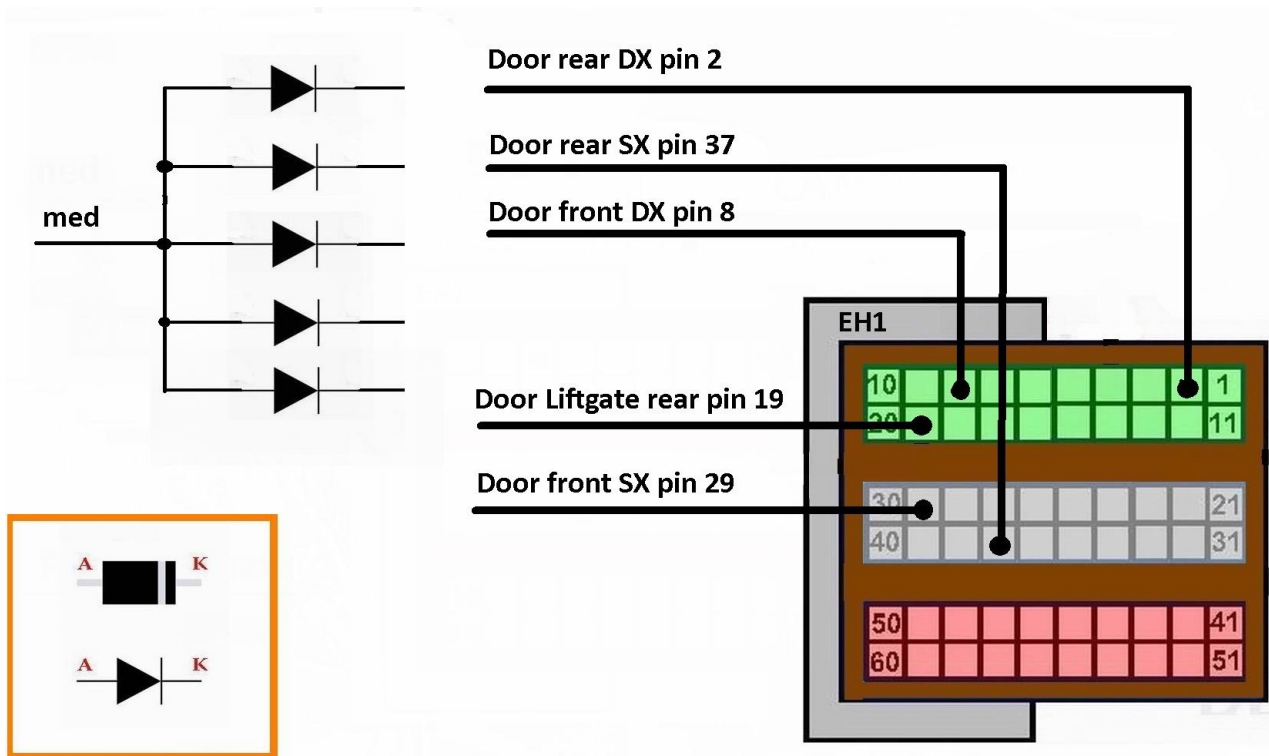 Door rear DX pin 2
Door rear SX pin 37
med
Door front DX pin 8
EH1
10 1
Door Liftgate rear pin 19
20 11
Door front SX pin 29
30 21
40 31
A K
50 41
A K
60 51